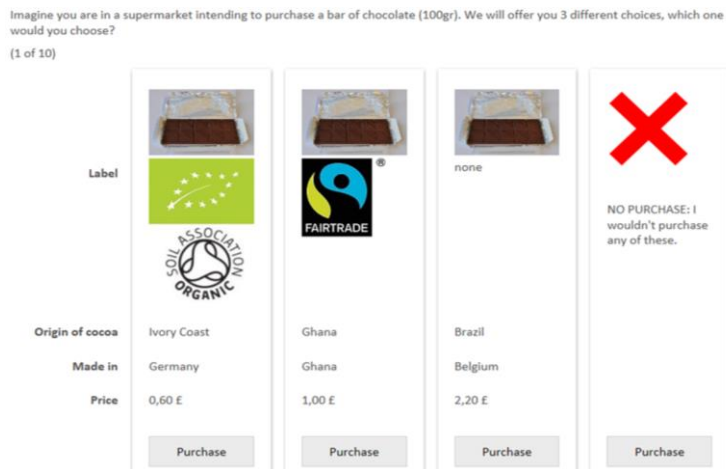 Imagine you are in a supermarket intending to purchase a bar of chocolate (100gr). We will offer you 3 different choices, which one
would you choose?
(1 of 10)
Label
SOIL ASSOCIATION
ORGANIC
®
FAIRTRADE
none
NO PURCHASE: I
wouldn't purchase
any of these.
Origin of cocoa Ivory Coast Ghana Brazil
Made in Germany Ghana Belgium
Price 0,60 £ 1,00 £ 2,20 £
Purchase Purchase Purchase Purchase